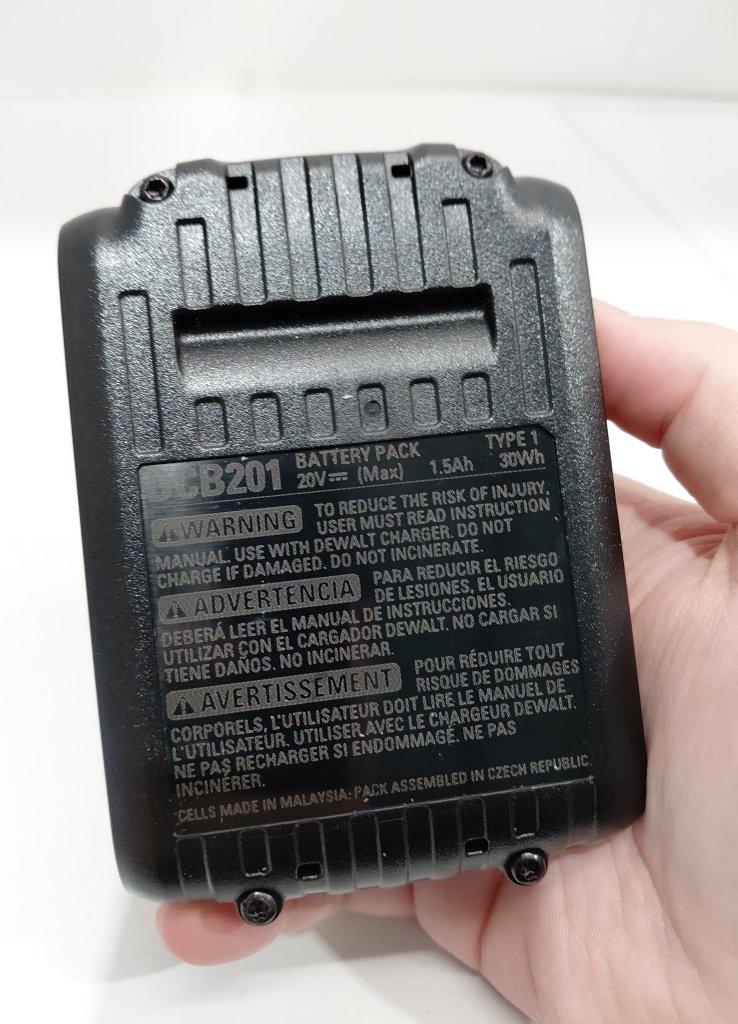 DCB201 BATTERY PACK TYPE 1
20V⎓ (Max) 1.5Ah 30Wh
WARNING TO REDUCE THE RISK OF INJURY,
USER MUST READ INSTRUCTION
MANUAL. USE WITH DEWALT CHARGER. DO NOT
CHARGE IF DAMAGED. DO NOT INCINERATE.
ADVERTENCIA PARA REDUCIR EL RIESGO
DE LESIONES, EL USUARIO
DEBERÁ LEER EL MANUAL DE INSTRUCCIONES.
UTILIZAR CON EL CARGADOR DEWALT. NO CARGAR SI
TIENE DAÑOS. NO INCINERAR.
AVERTISSEMENT POUR RÉDUIRE TOUT
RISQUE DE DOMMAGES
CORPORELS, L'UTILISATEUR DOIT LIRE LE MANUEL DE
L'UTILISATEUR. UTILISER AVEC LE CHARGEUR DEWALT.
NE PAS RECHARGER SI ENDOMMAGÉ. NE PAS
INCINÉRER.
CELLS MADE IN MALAYSIA. PACK ASSEMBLED IN CZECH REPUBLIC.